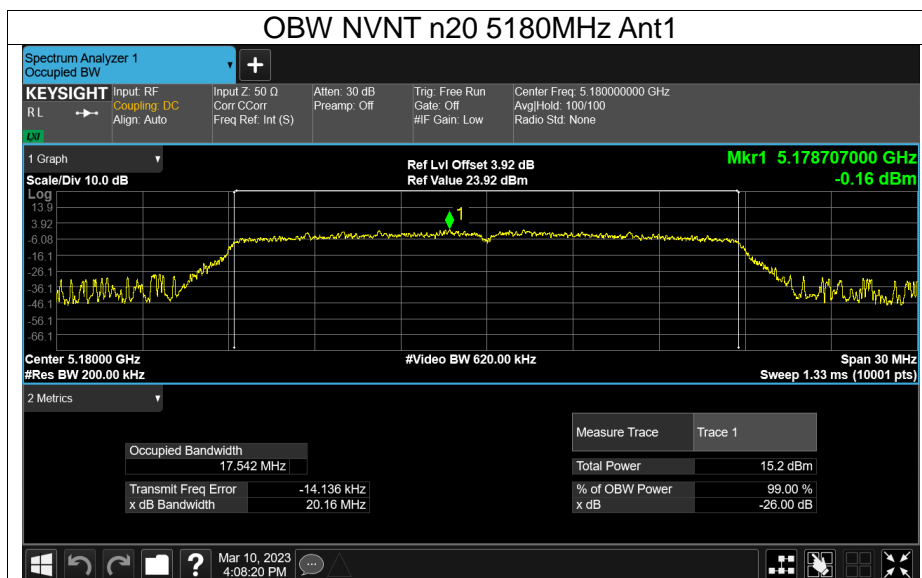 OBW NVNT n20 5180MHz Ant1
Spectrum Analyzer 1
Occupied BW
+
KEYSIGHT
R L
LXI
Input: RF
Coupling: DC
Align: Auto
Input Z: 50 Ω
Corr CCorr
Freq Ref: Int (S)
Atten: 30 dB
Preamp: Off
Trig: Free Run
Gate: Off
#IF Gain: Low
Center Freq: 5.180000000 GHz
Avg|Hold: 100/100
Radio Std: None
1 Graph
Scale/Div 10.0 dB
Ref Lvl Offset 3.92 dB
Ref Value 23.92 dBm
Mkr1 5.178707000 GHz
-0.16 dBm
Log
13.9
3.92
-6.08
-16.1
-26.1
-36.1
-46.1
-56.1
-66.1
1
Center 5.18000 GHz
#Res BW 200.00 kHz
#Video BW 620.00 kHz
Span 30 MHz
Sweep 1.33 ms (10001 pts)
2 Metrics
Occupied Bandwidth
17.542 MHz
Transmit Freq Error -14.136 kHz
x dB Bandwidth 20.16 MHz
Measure Trace Trace 1
Total Power 15.2 dBm
% of OBW Power 99.00 %
x dB -26.00 dB
?
Mar 10, 2023
4:08:20 PM